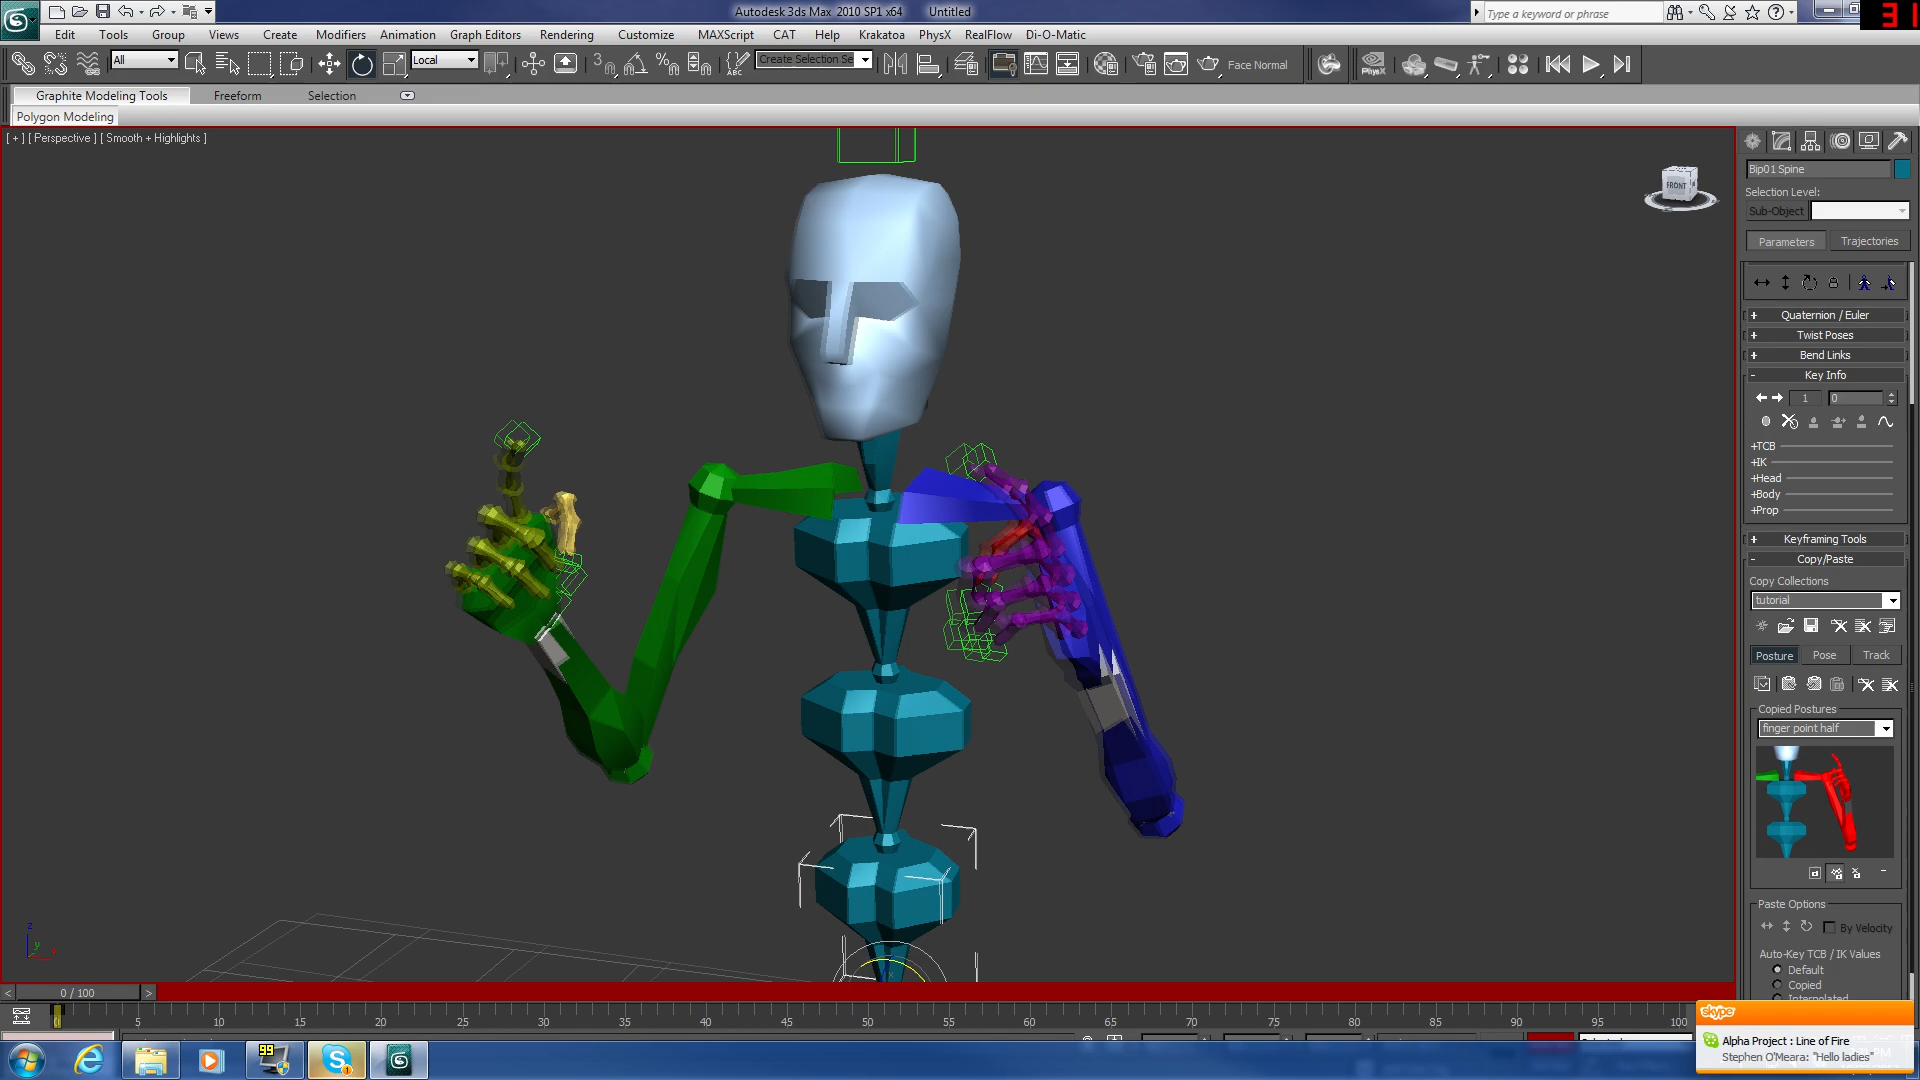 Autodesk 3ds Max 2010 SP1 x64 Untitled
Type a keyword or phrase
31
Edit Tools Group Views Create Modifiers Animation Graph Editors Rendering Customize MAXScript CAT Help Krakatoa PhysX RealFlow Di-O-Matic
All
Local
Create Selection Se
Face Normal
Graphite Modeling Tools Freeform Selection
Polygon Modeling
[ + ] [ Perspective ] [ Smooth + Highlights ]
FRONT
Bip01 Spine
Selection Level:
Sub-Object
Parameters Trajectories
+ Quaternion / Euler
+ Twist Poses
+ Bend Links
- Key Info
1 0
+TCB
+IK
+Head
+Body
+Prop
+ Keyframing Tools
- Copy/Paste
Copy Collections
tutorial
Posture Pose Track
Copied Postures
finger point half
Paste Options
By Velocity
Auto-Key TCB / IK Values
Default
Copied
Interpolated
z
y
x
< 0 / 100 >
5 10 15 20 25 30 35 40 45 50 55 60 65 70 75 80 85 90 95 100
99
skype
Alpha Project : Line of Fire
Stephen O'Meara: "Hello ladies"